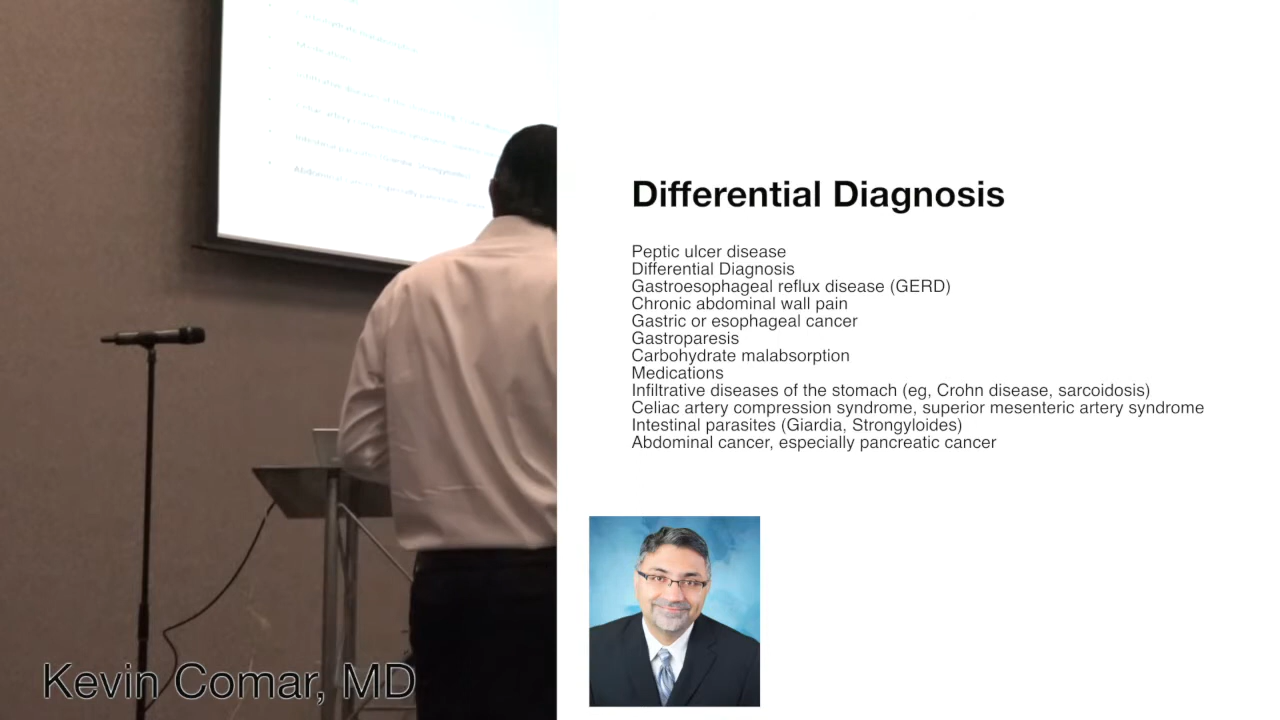 Differential Diagnosis
Peptic ulcer disease
Differential Diagnosis
Gastroesophageal reflux disease (GERD)
Chronic abdominal wall pain
Gastric or esophageal cancer
Gastroparesis
Carbohydrate malabsorption
Medications
Infiltrative diseases of the stomach (eg, Crohn disease, sarcoidosis)
Celiac artery compression syndrome, superior mesenteric artery syndrome
Intestinal parasites (Giardia, Strongyloides)
Abdominal cancer, especially pancreatic cancer
Kevin Comar, MD